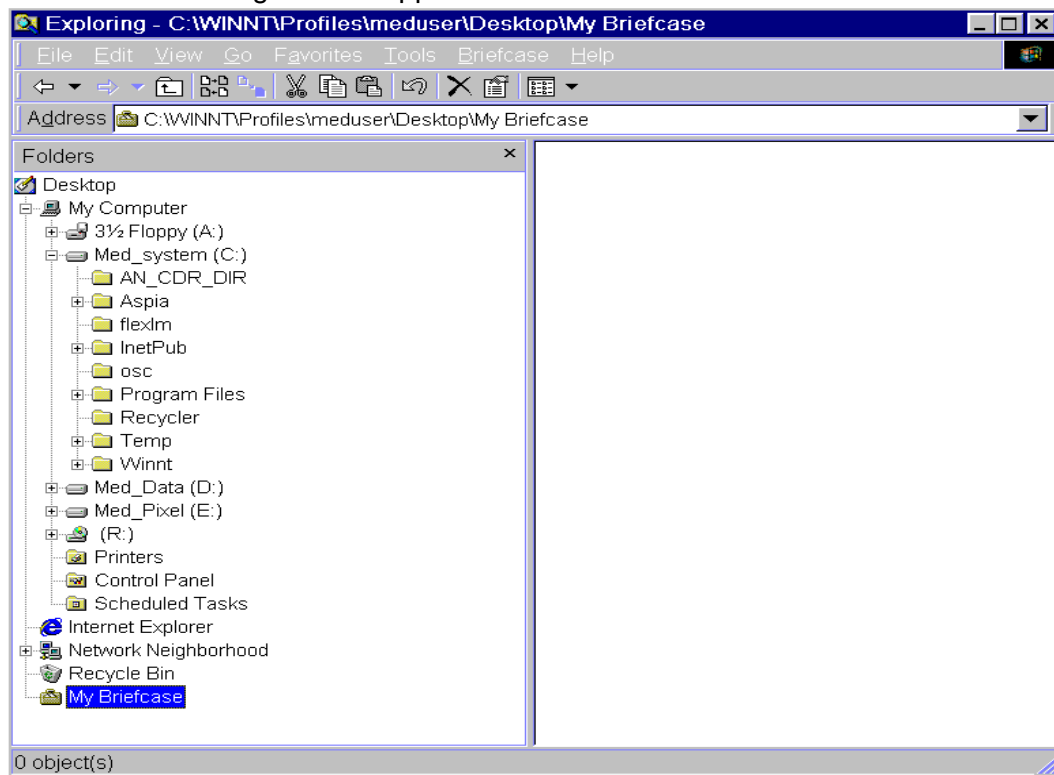 Exploring - C:\WINNT\Profiles\meduser\Desktop\My Briefcase
File Edit View Go Favorites Tools Briefcase Help
Address C:\WINNT\Profiles\meduser\Desktop\My Briefcase
Folders
Desktop
My Computer
3½ Floppy (A:)
Med_system (C:)
AN_CDR_DIR
Aspia
flexlm
InetPub
osc
Program Files
Recycler
Temp
Winnt
Med_Data (D:)
Med_Pixel (E:)
(R:)
Printers
Control Panel
Scheduled Tasks
Internet Explorer
Network Neighborhood
Recycle Bin
My Briefcase
0 object(s)